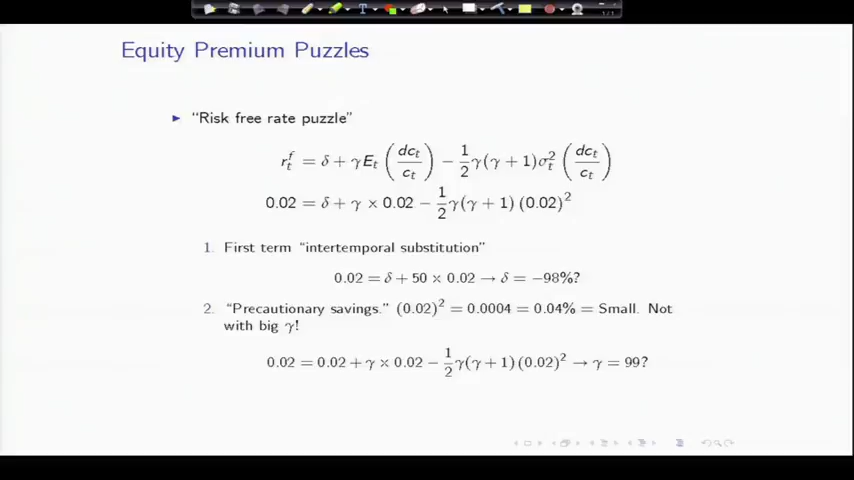 Equity Premium Puzzles
▶ “Risk free rate puzzle”
r_t^f = δ + γE_t (dc_t / c_t) − 1/2 γ(γ + 1)σ_t^2 (dc_t / c_t)
0.02 = δ + γ × 0.02 − 1/2 γ(γ + 1) (0.02)^2
1. First term “intertemporal substitution”
0.02 = δ + 50 × 0.02 → δ = −98%?
2. “Precautionary savings.” (0.02)^2 = 0.0004 = 0.04% = Small. Not
with big γ!
0.02 = 0.02 + γ × 0.02 − 1/2 γ(γ + 1) (0.02)^2 → γ = 99?